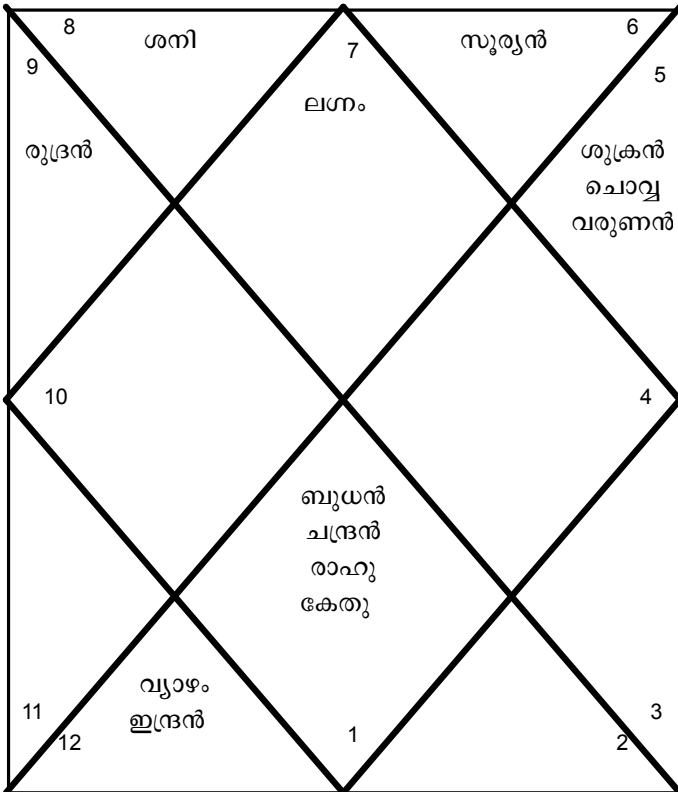 8
ശനി
7
സൂര്യൻ
6
9
5
ലഗ്നം
രുദ്രൻ
ശുക്രൻ
ചൊവ്വ
വരുണൻ
10
4
ബുധൻ
ചന്ദ്രൻ
രാഹു
കേതു
വ്യാഴം
ഇന്ദ്രൻ
11
12
1
3
2